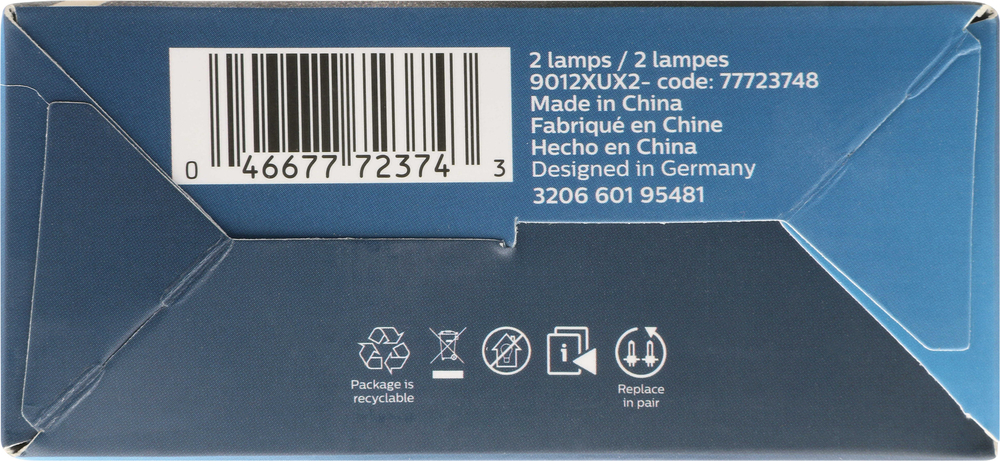 2 lamps / 2 lampes
9012XUX2- code: 77723748
Made in China
Fabriqué en Chine
Hecho en China
Designed in Germany
3206 601 95481
0 46677 72374 3
Package is
recyclable
i
Replace
in pair